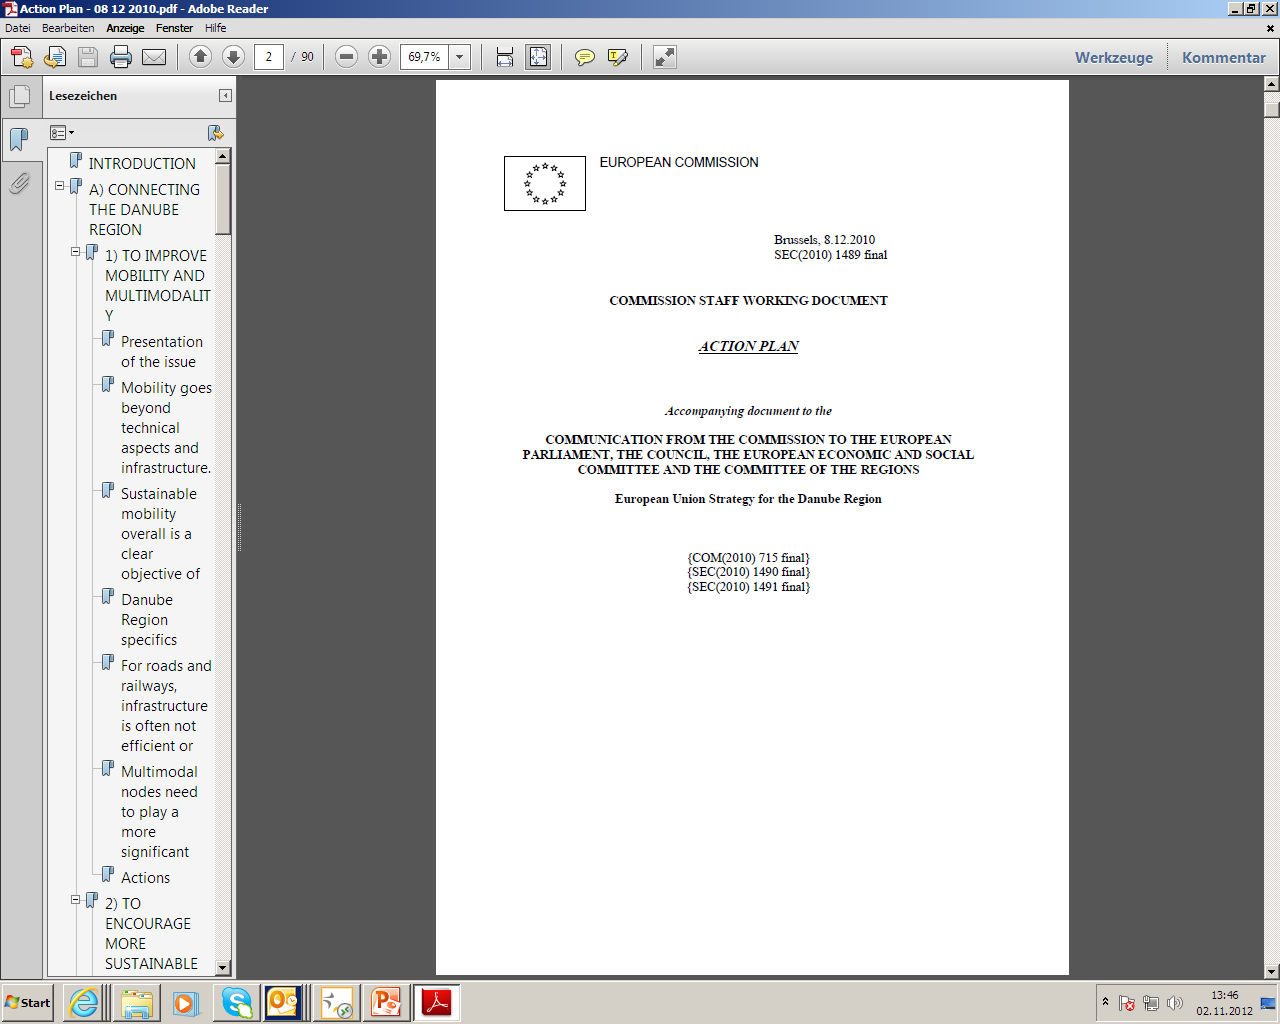 Action Plan - 08 12 2010.pdf - Adobe Reader
Datei Bearbeiten Anzeige Fenster Hilfe
2 / 90 69,7% Werkzeuge Kommentar
Lesezeichen
INTRODUCTION
A) CONNECTING
THE DANUBE
REGION
1) TO IMPROVE
MOBILITY AND
MULTIMODALIT
Y
Presentation
of the issue
Mobility goes
beyond
technical
aspects and
infrastructure.
Sustainable
mobility
overall is a
clear
objective of
Danube
Region
specifics
For roads and
railways,
infrastructure
is often not
efficient or
Multimodal
nodes need
to play a
more
significant
Actions
2) TO
ENCOURAGE
MORE
SUSTAINABLE
EUROPEAN COMMISSION
Brussels, 8.12.2010
SEC(2010) 1489 final
COMMISSION STAFF WORKING DOCUMENT
ACTION PLAN
Accompanying document to the
COMMUNICATION FROM THE COMMISSION TO THE EUROPEAN
PARLIAMENT, THE COUNCIL, THE EUROPEAN ECONOMIC AND SOCIAL
COMMITTEE AND THE COMMITTEE OF THE REGIONS
European Union Strategy for the Danube Region
{COM(2010) 715 final}
{SEC(2010) 1490 final}
{SEC(2010) 1491 final}
Start
13:46
02.11.2012